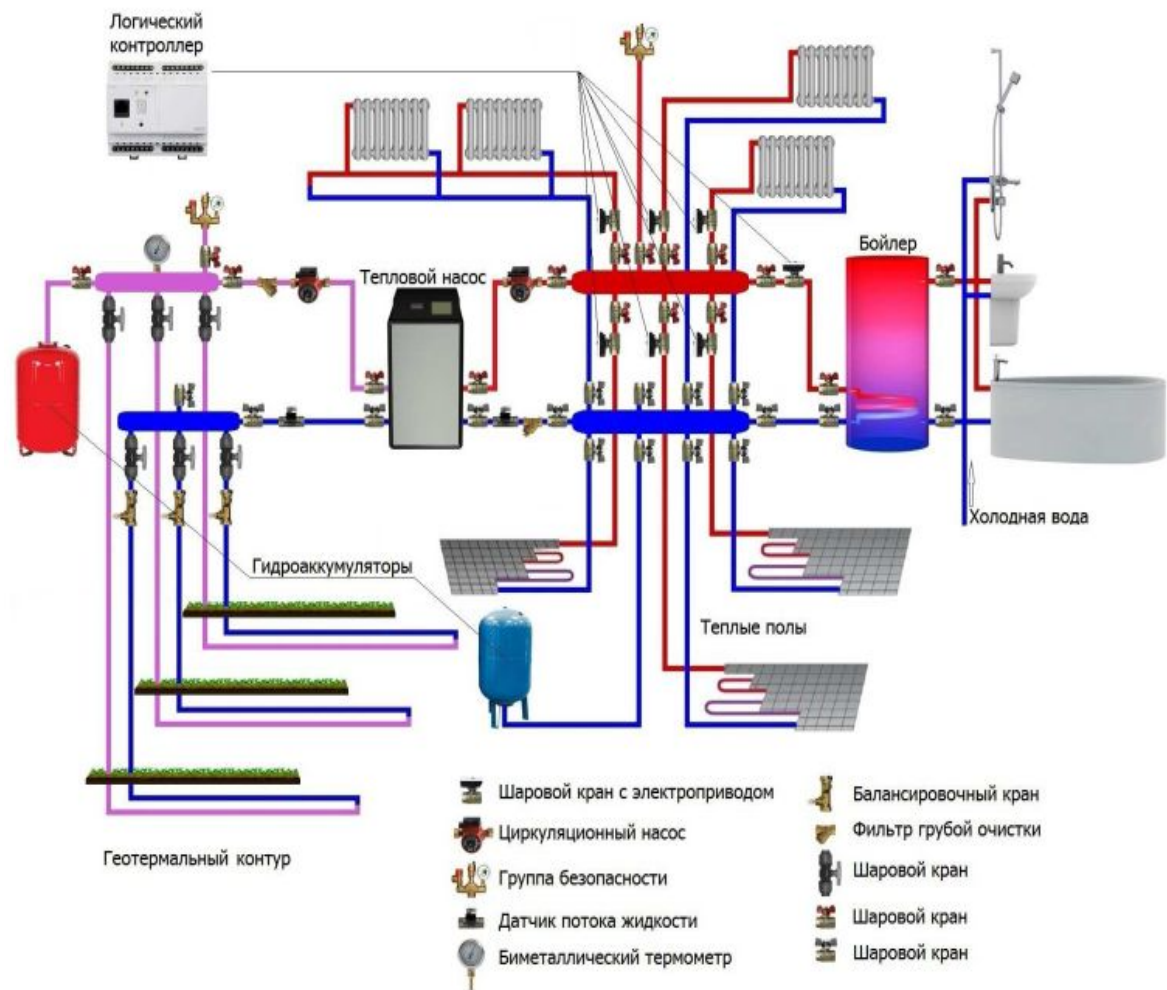 Логический
контроллер
Тепловой насос
Бойлер
Холодная вода
Гидроаккумуляторы
Теплые полы
Геотермальный контур
Шаровой кран с электроприводом
Циркуляционный насос
Группа безопасности
Датчик потока жидкости
Биметаллический термометр
Балансировочный кран
Фильтр грубой очистки
Шаровой кран
Шаровой кран
Шаровой кран